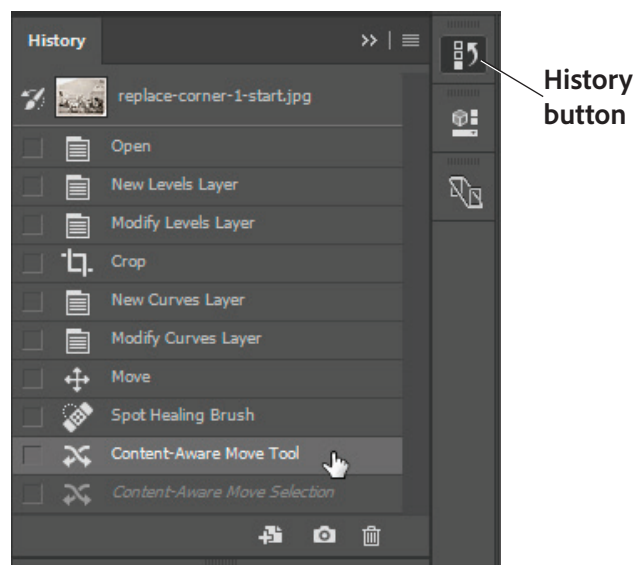 History
replace-corner-1-start.jpg
Open
New Levels Layer
Modify Levels Layer
Crop
New Curves Layer
Modify Curves Layer
Move
Spot Healing Brush
Content-Aware Move Tool
Content-Aware Move Selection
History
button